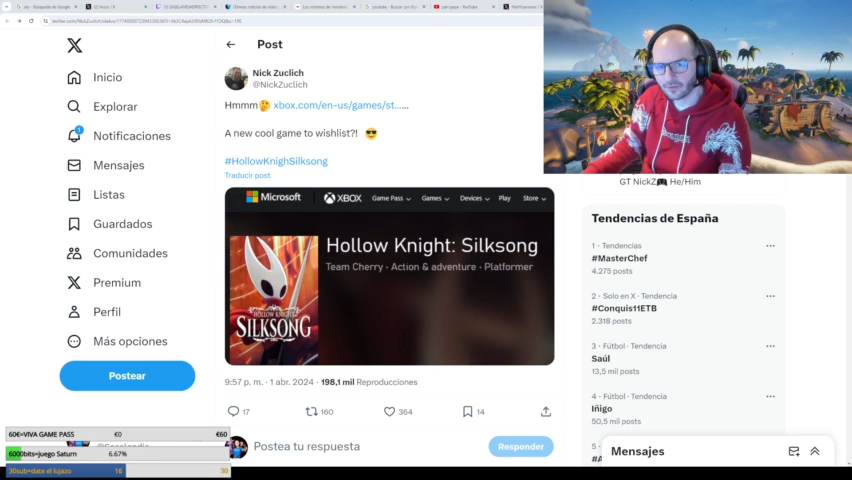 Post
Inicio
Explorar
1
Notificaciones
Mensajes
Listas
Guardados
Comunidades
Premium
Perfil
Más opciones
Postear
Nick Zuclich
@NickZuclich
Hmmm🤔 xbox.com/en-us/games/st......
A new cool game to wishlist?! 😎
#HollowKnighSilksong
Traducir post
Microsoft XBOX Game Pass Games Devices Play Store
Hollow Knight: Silksong
Team Cherry · Action & adventure · Platformer
HOLLOW KNIGHT
SILKSONG
9:57 p. m. · 1 abr. 2024 · 198,1 mil Reproducciones
17 160 364 14
Postea tu respuesta
Responder
GT NickZ🎮 He/Him
Tendencias de España
1 · Tendencias
#MasterChef
4.275 posts
2 · Solo en X · Tendencia
#Conquis11ETB
2.318 posts
3 · Fútbol · Tendencia
Saúl
13,5 mil posts
4 · Fútbol · Tendencia
Iñigo
50,5 mil posts
5
Mensajes
60€=VIVA GAME PASS €0 €60
6000bits=juego Saturn 6.67%
30sub=date el lujazo 16 30